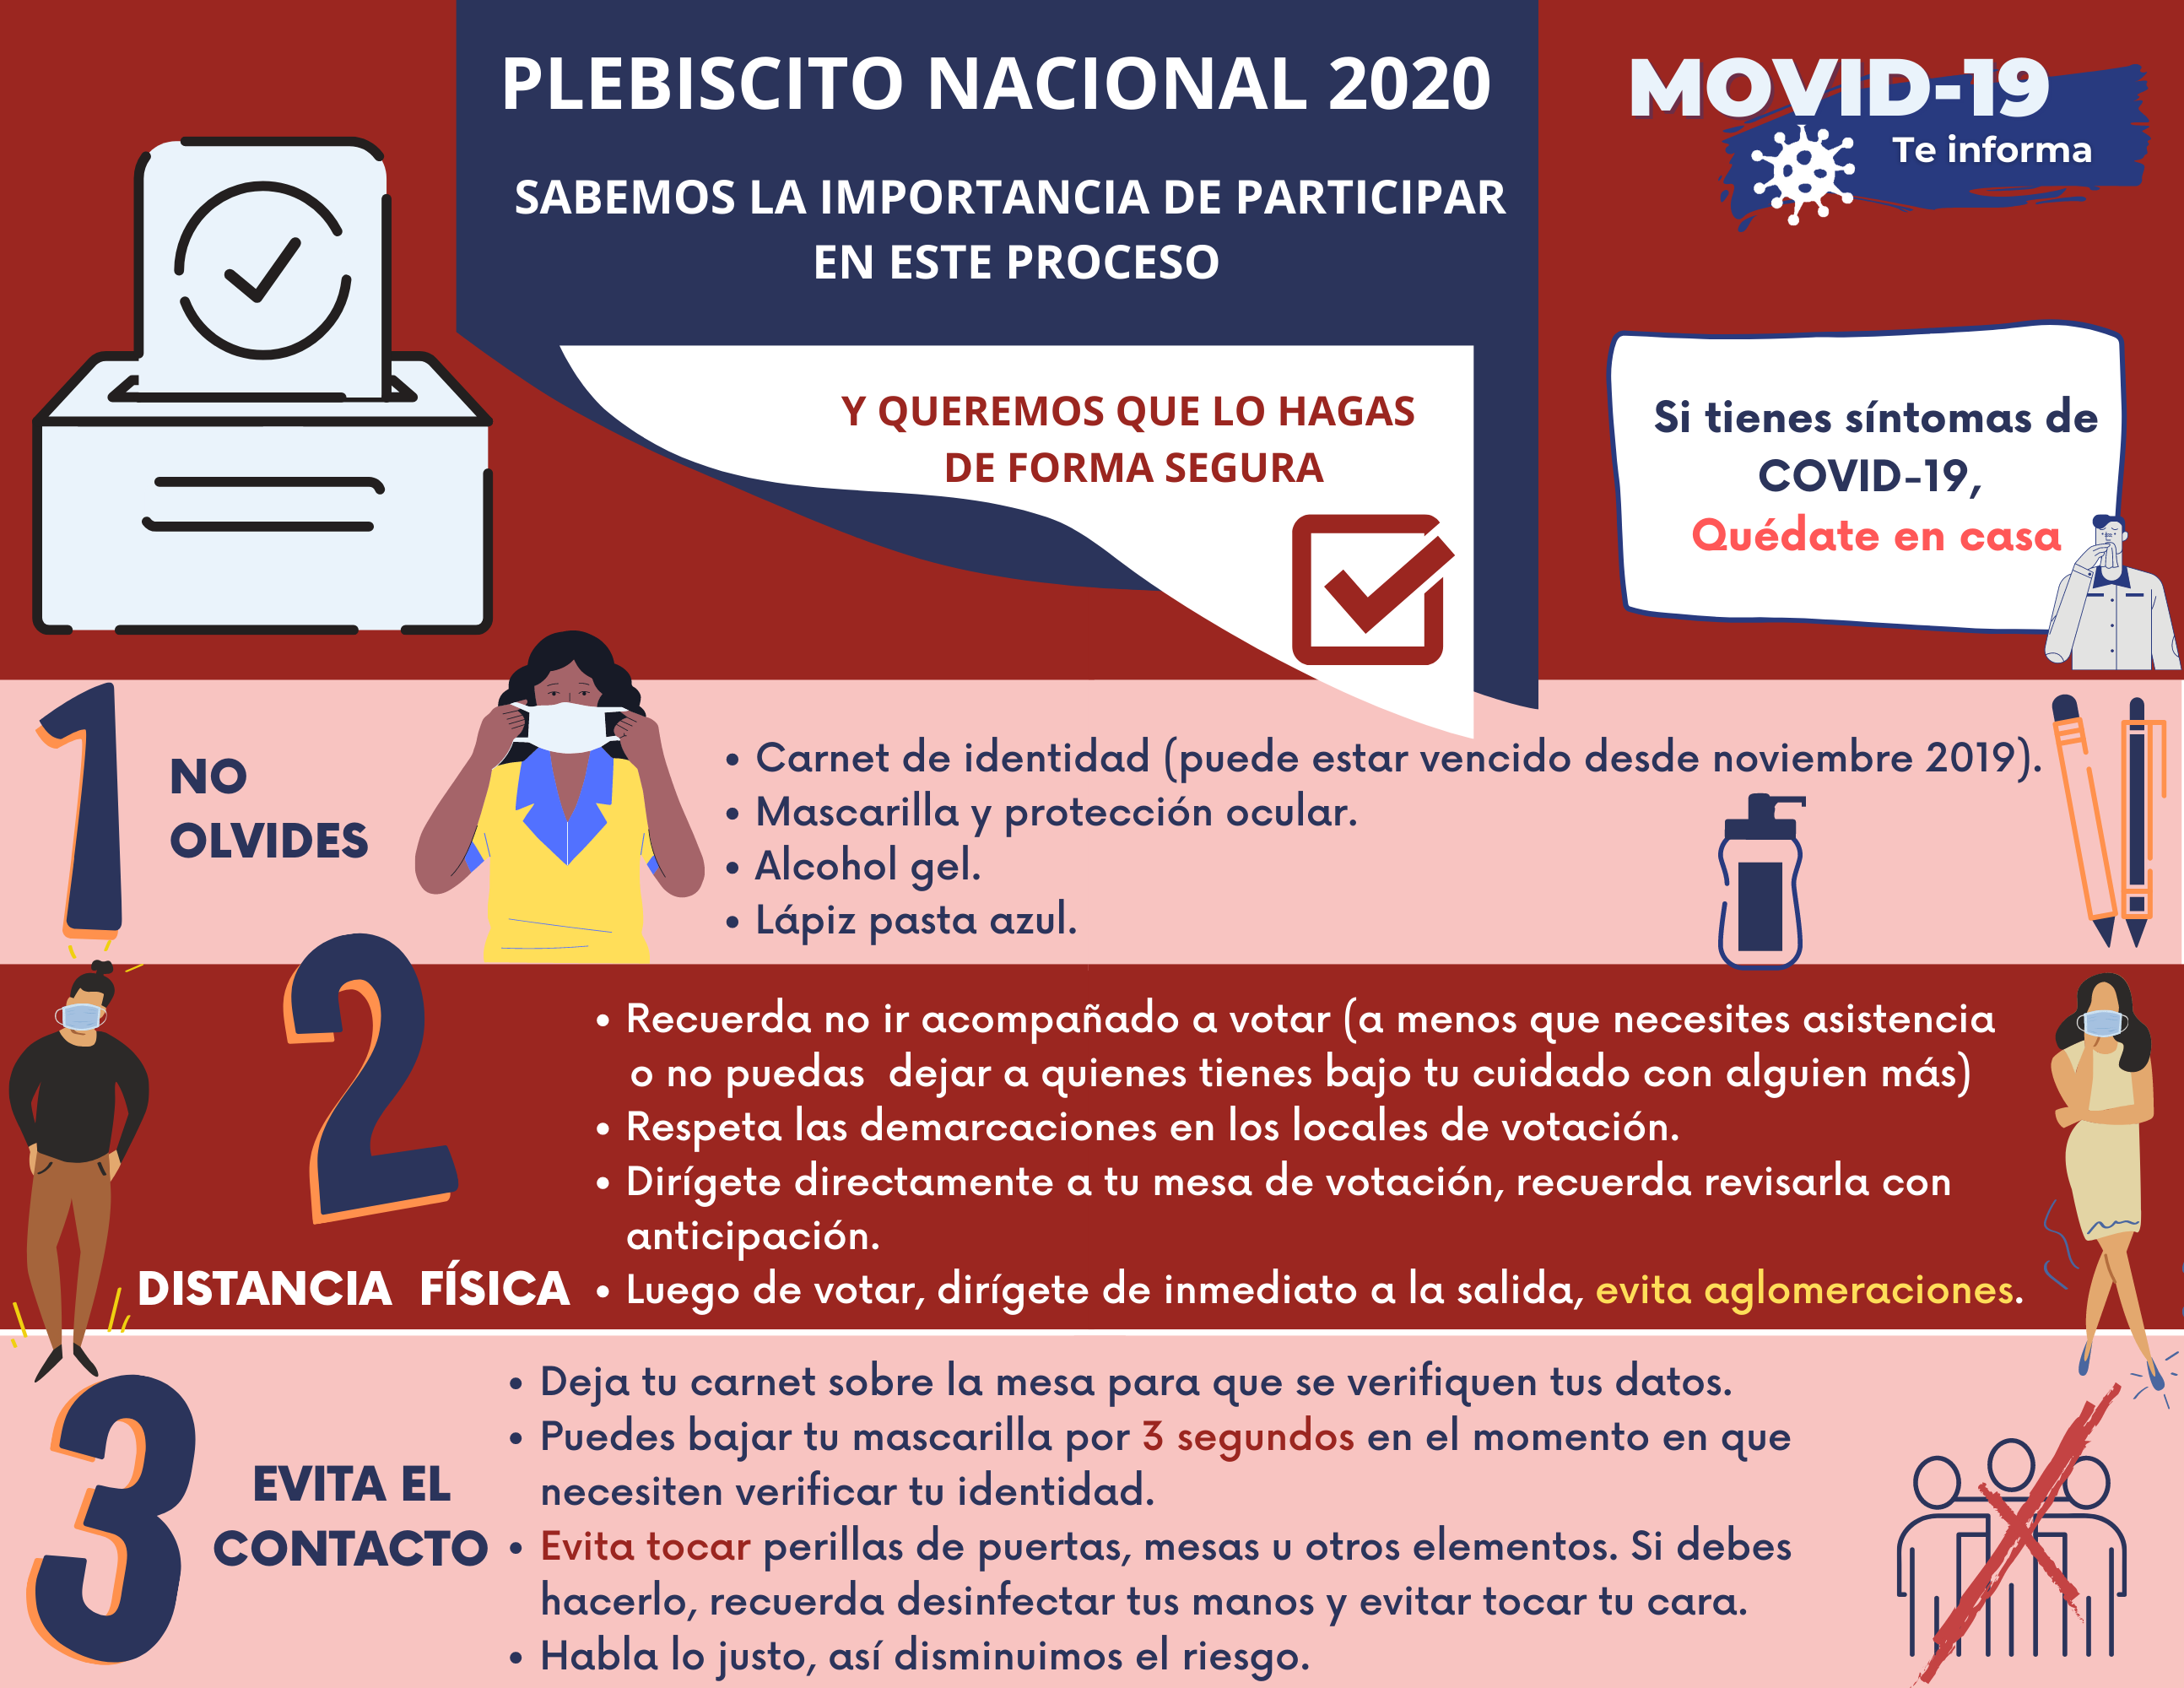 PLEBISCITO NACIONAL 2020
SABEMOS LA IMPORTANCIA DE PARTICIPAR
EN ESTE PROCESO
Y QUEREMOS QUE LO HAGAS
DE FORMA SEGURA
MOVID-19
Te informa
Si tienes síntomas de
COVID-19,
Quédate en casa
1
NO
OLVIDES
• Carnet de identidad (puede estar vencido desde noviembre 2019).
• Mascarilla y protección ocular.
• Alcohol gel.
• Lápiz pasta azul.
2
DISTANCIA FÍSICA
• Recuerda no ir acompañado a votar (a menos que necesites asistencia
o no puedas dejar a quienes tienes bajo tu cuidado con alguien más)
• Respeta las demarcaciones en los locales de votación.
• Dirígete directamente a tu mesa de votación, recuerda revisarla con
anticipación.
• Luego de votar, dirígete de inmediato a la salida, evita aglomeraciones.
3
EVITA EL
CONTACTO
• Deja tu carnet sobre la mesa para que se verifiquen tus datos.
• Puedes bajar tu mascarilla por 3 segundos en el momento en que
necesiten verificar tu identidad.
• Evita tocar perillas de puertas, mesas u otros elementos. Si debes
hacerlo, recuerda desinfectar tus manos y evitar tocar tu cara.
• Habla lo justo, así disminuimos el riesgo.